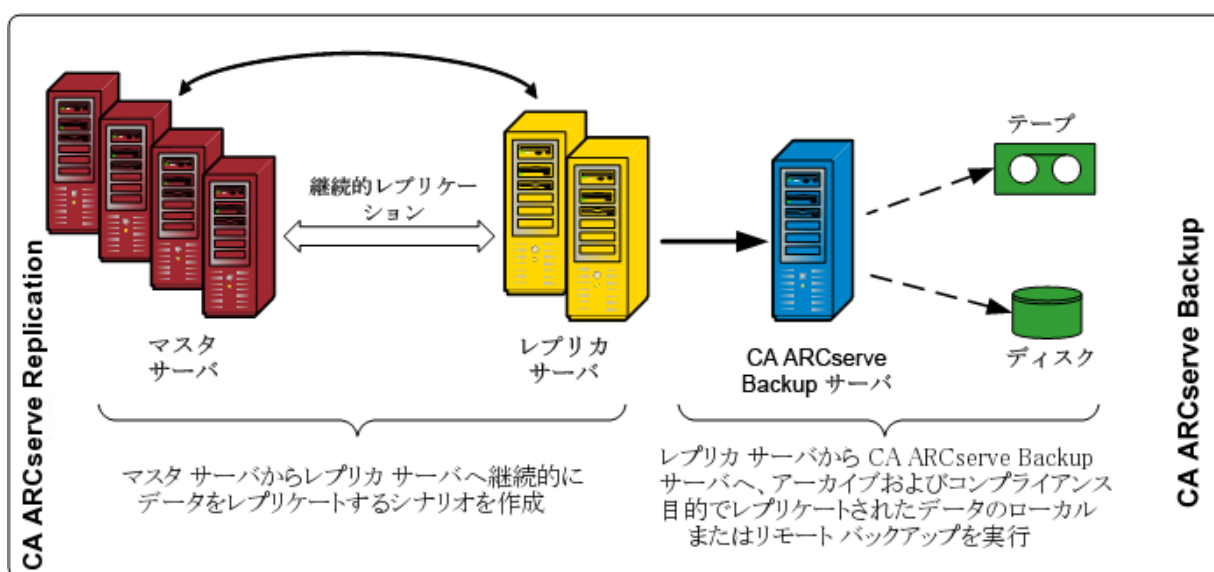 CA ARCserve Replication
継続的レプリケー
ション
マスタ
サーバ
レプリカ
サーバ
CA ARCserve
Backup サーバ
テープ
ディスク
マスタ サーバからレプリカ サーバへ継続的に
データをレプリケートするシナリオを作成
レプリカ サーバから CA ARCserve Backup
サーバへ、アーカイブおよびコンプライアンス
目的でレプリケートされたデータのローカル
またはリモート バックアップを実行
CA ARCserve Backup